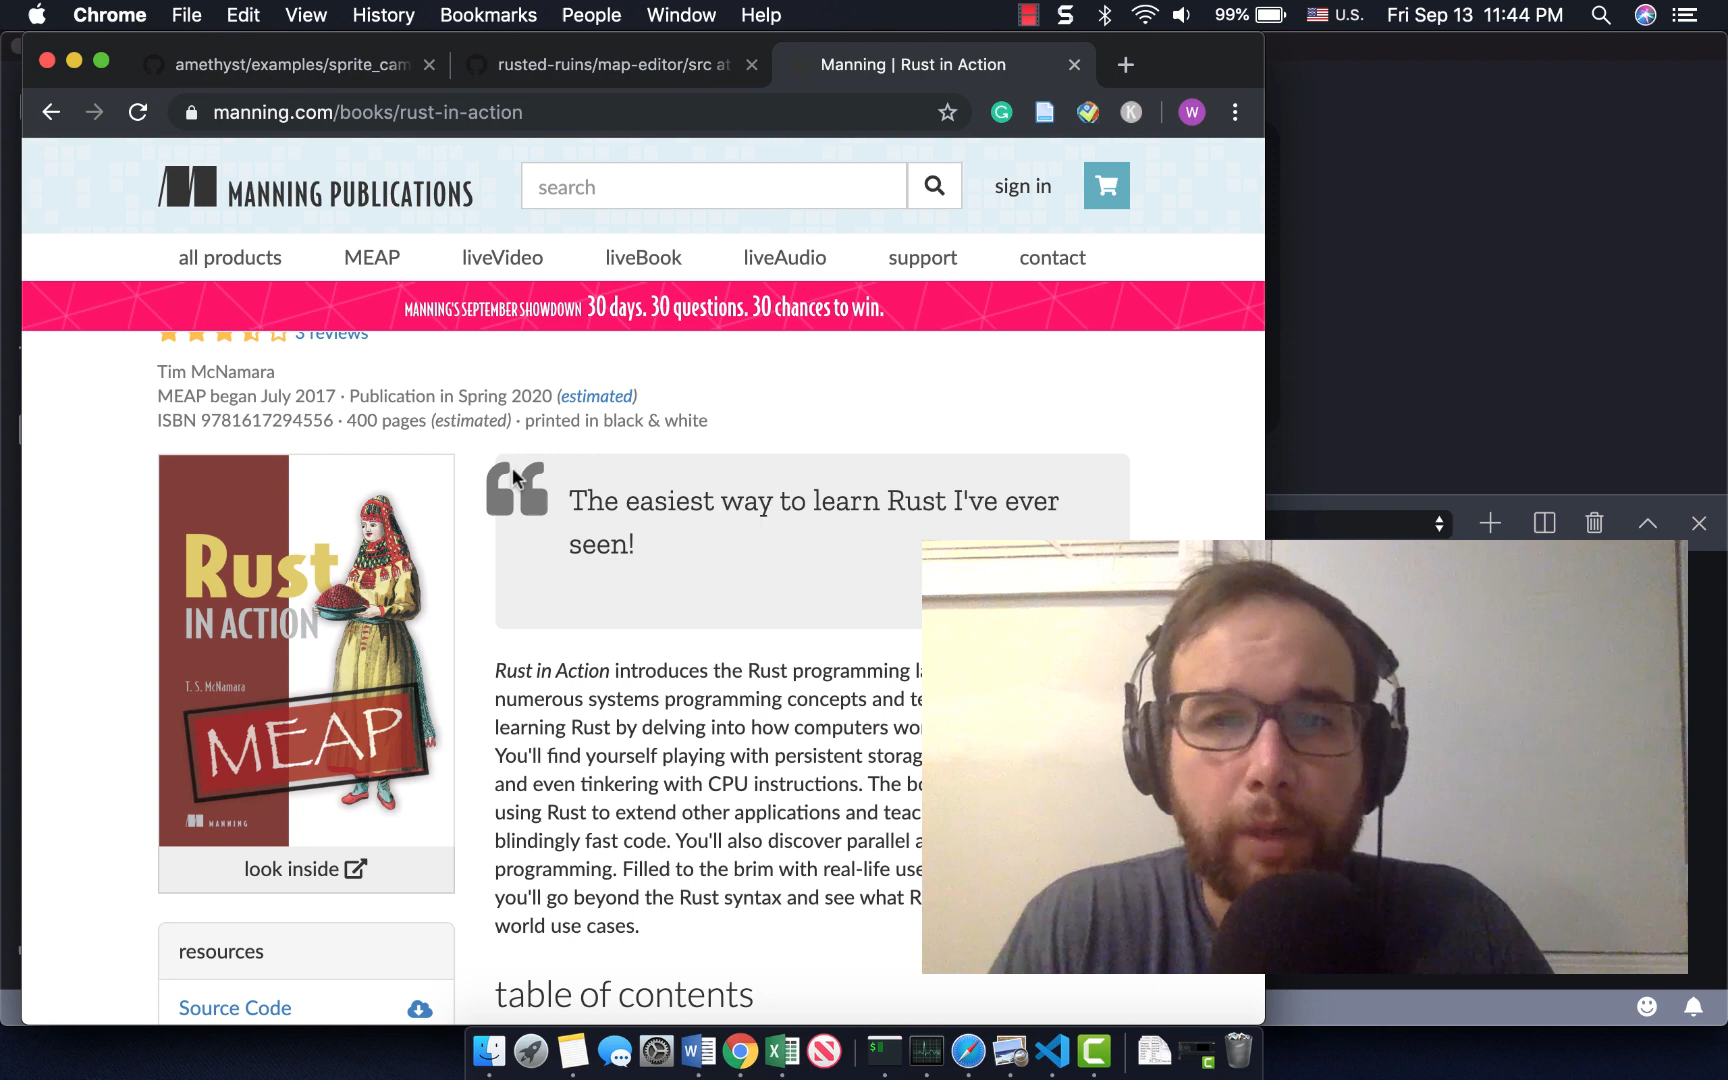 Chrome File Edit View History Bookmarks People Window Help
S 99% U.S. Fri Sep 13 11:44 PM
amethyst/examples/sprite_cam
rusted-ruins/map-editor/src at
Manning | Rust in Action
manning.com/books/rust-in-action
G K W
MANNING PUBLICATIONS
search
sign in
all products MEAP liveVideo liveBook liveAudio support contact
MANNING'S SEPTEMBER SHOWDOWN 30 days. 30 questions. 30 chances to win.
3 reviews
Tim McNamara
MEAP began July 2017 · Publication in Spring 2020 (estimated)
ISBN 9781617294556 · 400 pages (estimated) · printed in black & white
Rust
IN ACTION
T. S. McNamara
MEAP
MANNING
look inside
resources
Source Code
“ The easiest way to learn Rust I've ever
seen!
Rust in Action introduces the Rust programming
numerous systems programming concepts and
learning Rust by delving into how computers
You'll find yourself playing with persistent
and even tinkering with CPU instructions. The
using Rust to extend other applications and
blindingly fast code. You'll also discover parallel
programming. Filled to the brim with real-life
you'll go beyond the Rust syntax and see what
world use cases.
table of contents